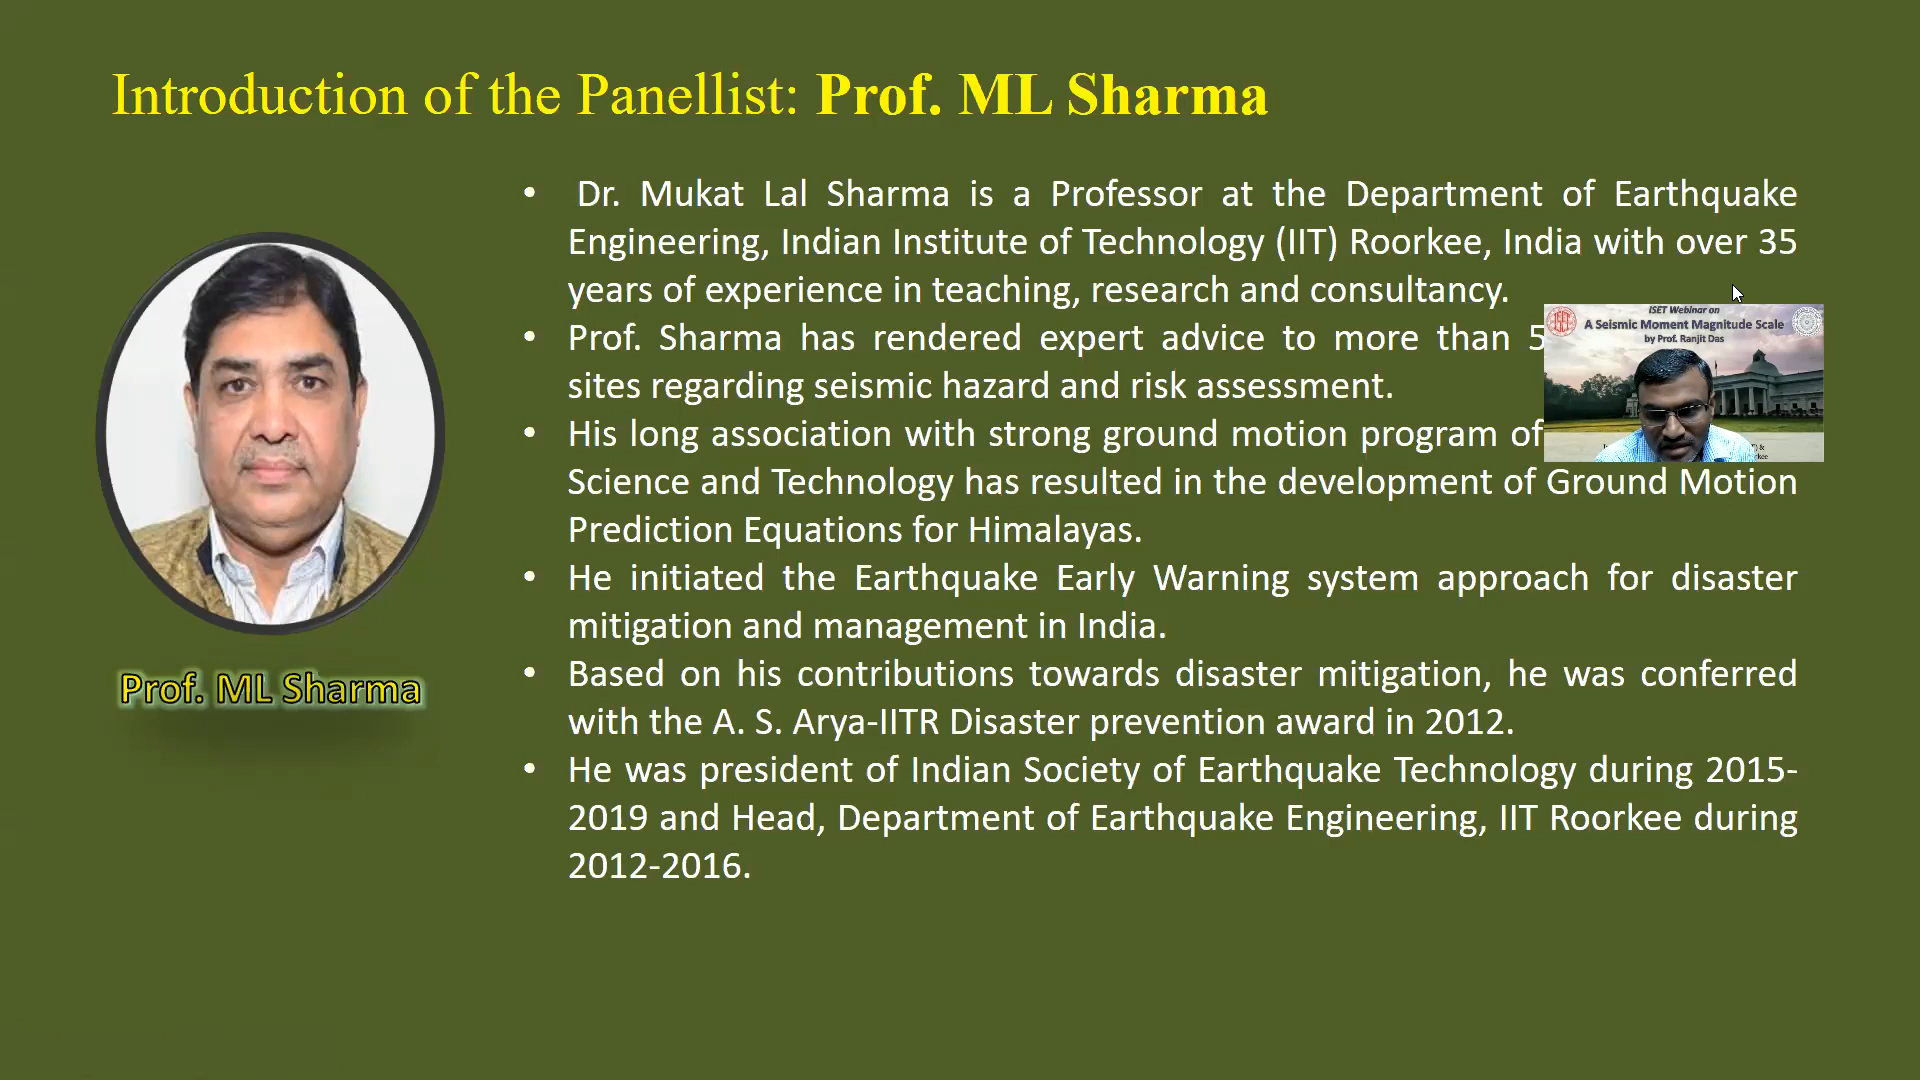 Introduction of the Panellist: Prof. ML Sharma
• Dr. Mukat Lal Sharma is a Professor at the Department of Earthquake
Engineering, Indian Institute of Technology (IIT) Roorkee, India with over 35
years of experience in teaching, research and consultancy.
• Prof. Sharma has rendered expert advice to more than 5
sites regarding seismic hazard and risk assessment.
• His long association with strong ground motion program of
Science and Technology has resulted in the development of Ground Motion
Prediction Equations for Himalayas.
• He initiated the Earthquake Early Warning system approach for disaster
mitigation and management in India.
• Based on his contributions towards disaster mitigation, he was conferred
with the A. S. Arya-IITR Disaster prevention award in 2012.
• He was president of Indian Society of Earthquake Technology during 2015-
2019 and Head, Department of Earthquake Engineering, IIT Roorkee during
2012-2016.
Prof. ML Sharma
ISET Webinar on
A Seismic Moment Magnitude Scale
by Prof. Ranjit Das